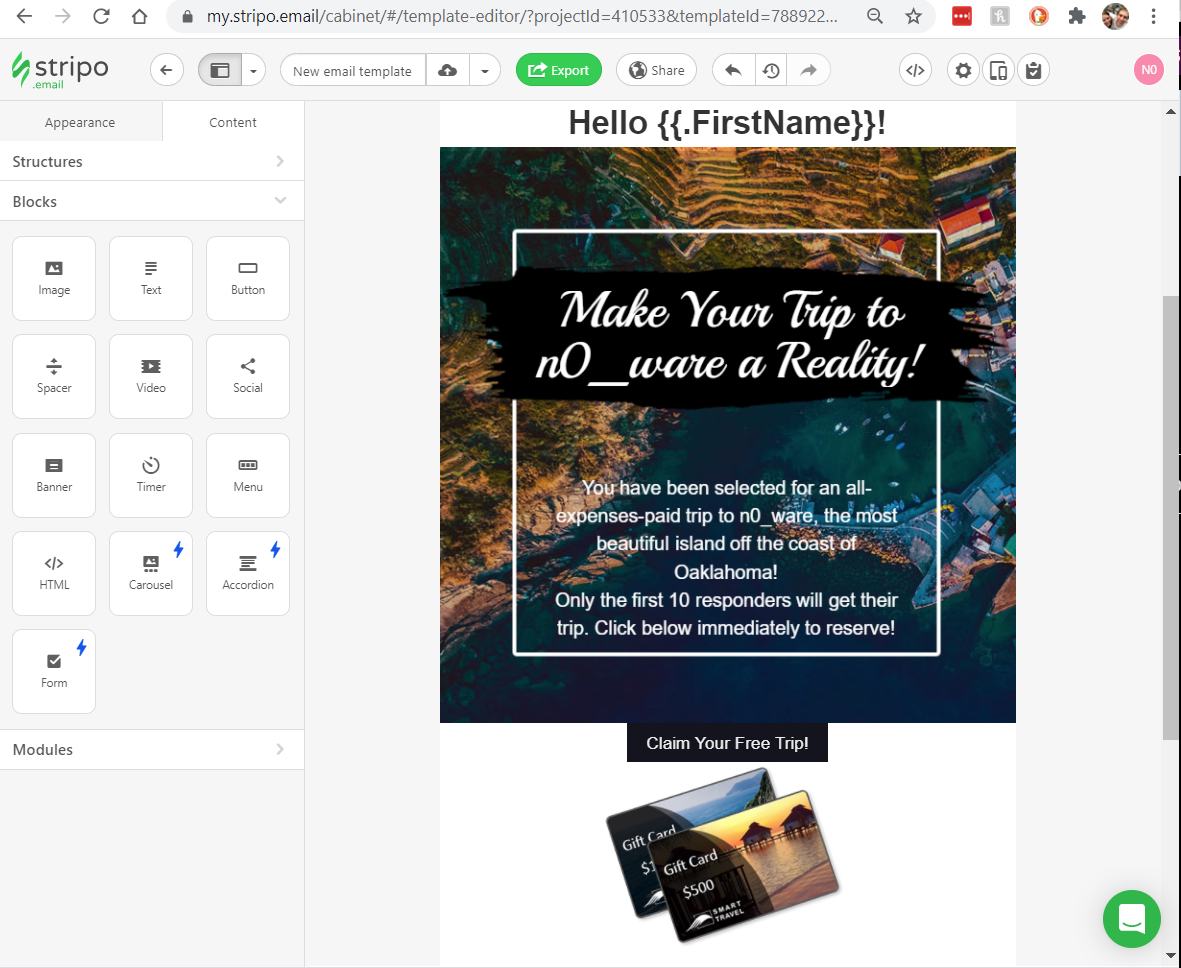 my.stripo.email/cabinet/#/template-editor/?projectId=410533&templateId=788922...
stripo
.email
New email template
Export
Share
N0
Appearance
Content
Structures
Blocks
Image
Text
Button
Spacer
Video
Social
Banner
Timer
Menu
HTML
Carousel
Accordion
Form
Modules
Hello {{.FirstName}}!
Make Your Trip to
n0__ware a Reality!
You have been selected for an all-
expenses-paid trip to n0_ware, the most
beautiful island off the coast of
Oaklahoma!
Only the first 10 responders will get their
trip. Click below immediately to reserve!
Claim Your Free Trip!
Gift Card
Gift Card
$500
SMART
TRAVEL